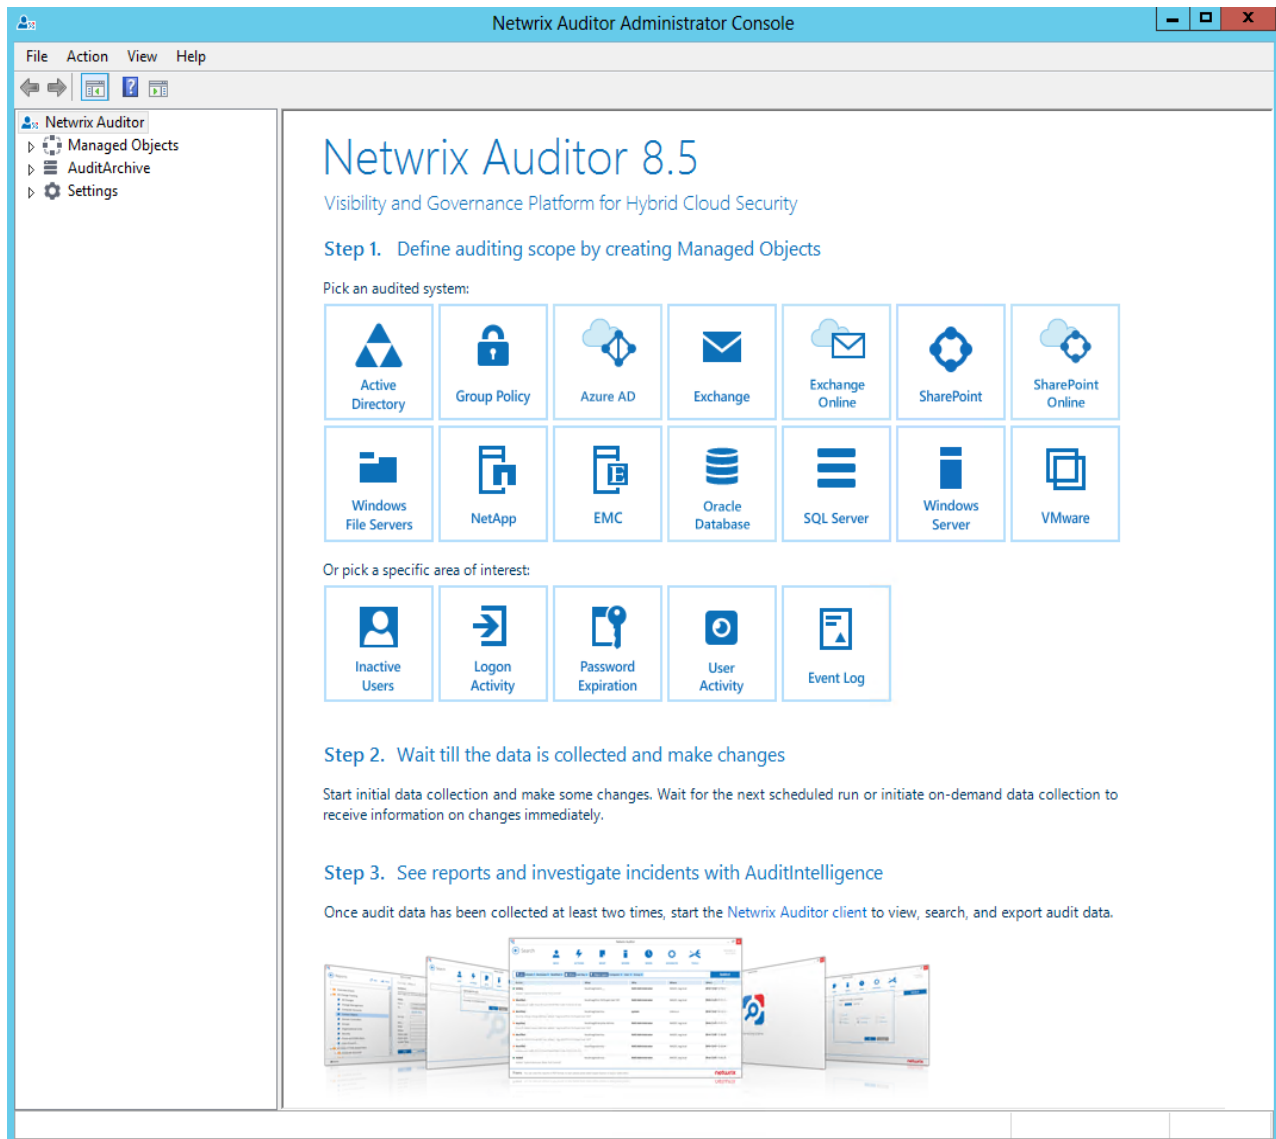 Netwrix Auditor Administrator Console
File Action View Help
Netwrix Auditor
Managed Objects
AuditArchive
Settings
Netwrix Auditor 8.5
Visibility and Governance Platform for Hybrid Cloud Security
Step 1. Define auditing scope by creating Managed Objects
Pick an audited system:
Active
Directory
Group Policy
Azure AD
Exchange
Exchange
Online
SharePoint
SharePoint
Online
Windows
File Servers
NetApp
EMC
Oracle
Database
SQL Server
Windows
Server
VMware
Or pick a specific area of interest:
Inactive
Users
Logon
Activity
Password
Expiration
User
Activity
Event Log
Step 2. Wait till the data is collected and make changes
Start initial data collection and make some changes. Wait for the next scheduled run or initiate on-demand data collection to
receive information on changes immediately.
Step 3. See reports and investigate incidents with AuditIntelligence
Once audit data has been collected at least two times, start the Netwrix Auditor client to view, search, and export audit data.
Search
netwrix